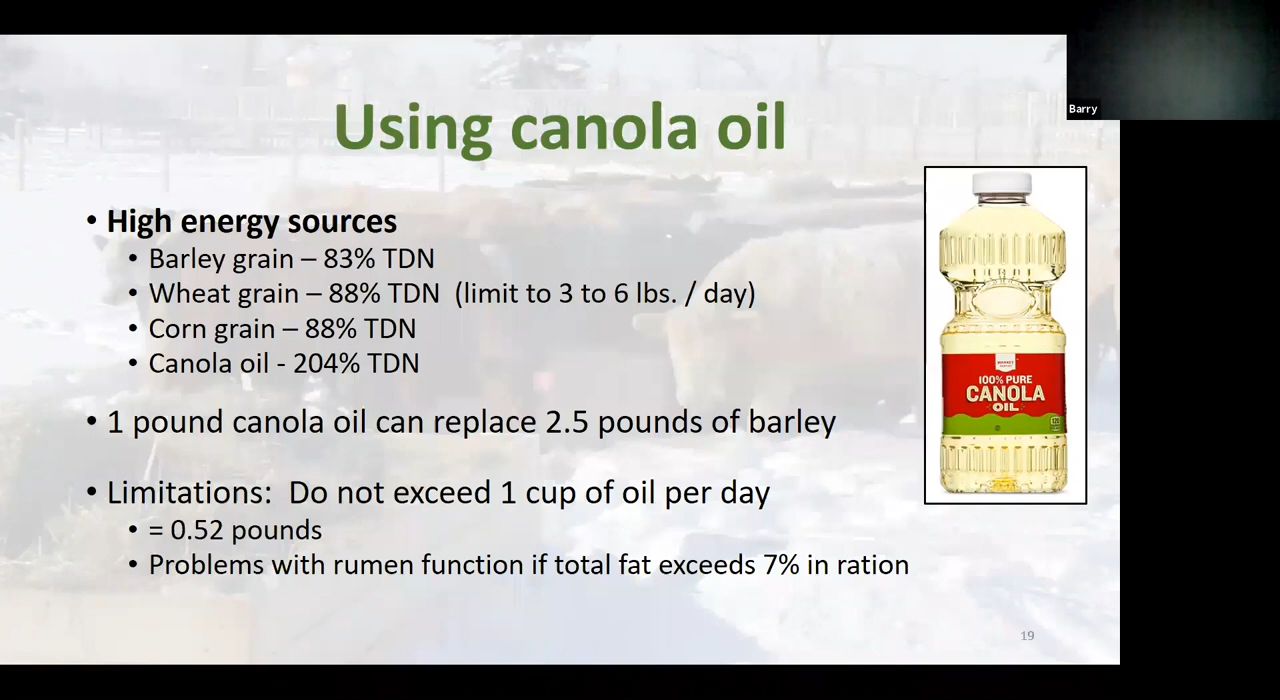 Barry
Using canola oil
• High energy sources
• Barley grain – 83% TDN
• Wheat grain – 88% TDN (limit to 3 to 6 lbs. / day)
• Corn grain – 88% TDN
• Canola oil - 204% TDN
• 1 pound canola oil can replace 2.5 pounds of barley
• Limitations: Do not exceed 1 cup of oil per day
• = 0.52 pounds
• Problems with rumen function if total fat exceeds 7% in ration
100% PURE
CANOLA
OIL
19